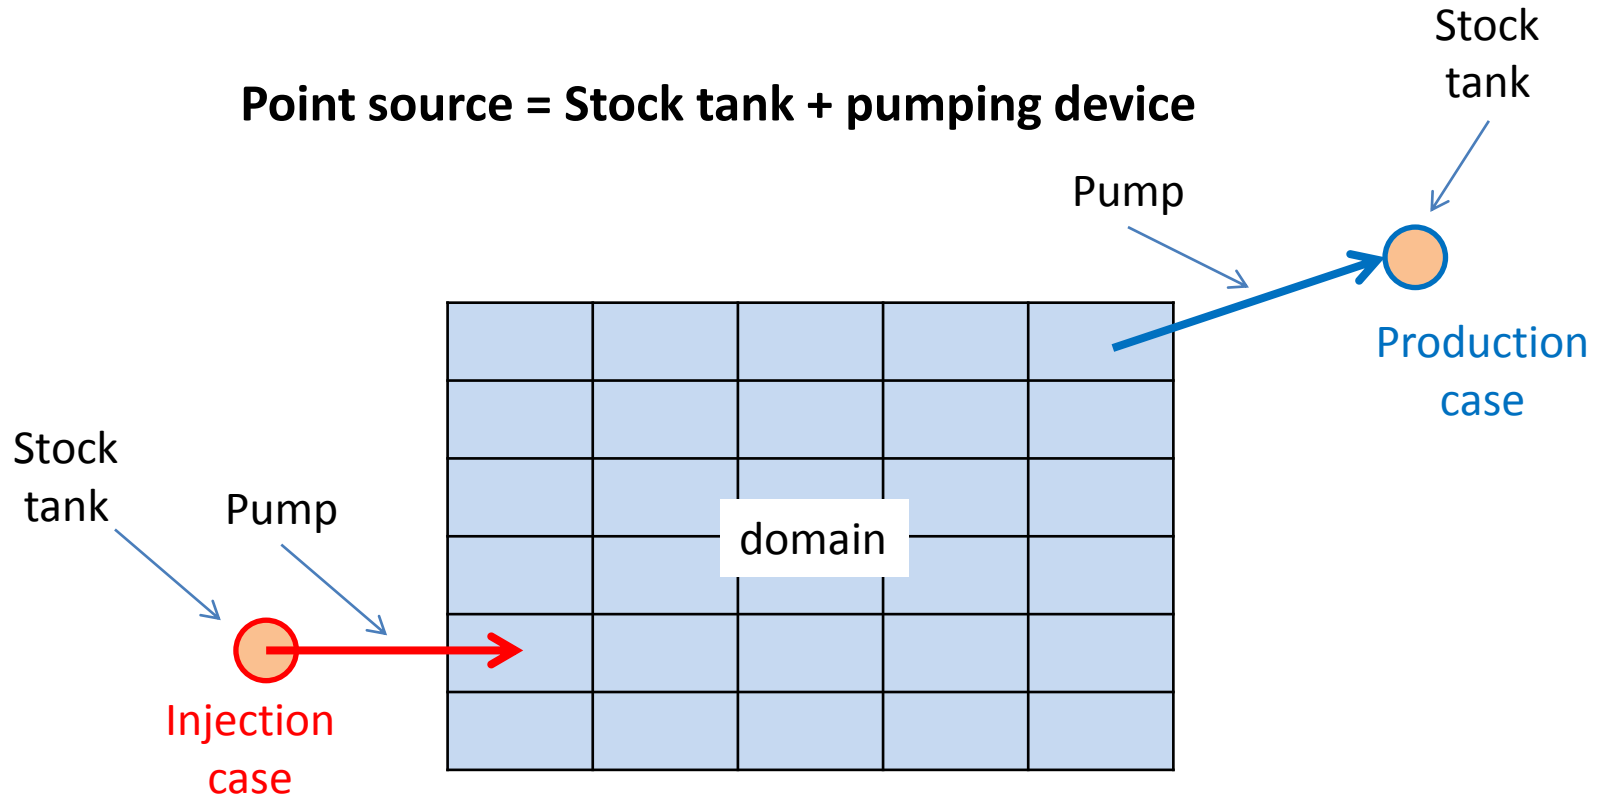 Stock
tank
Point source = Stock tank + pumping device
Pump
Production
case
Stock
tank
Pump
domain
Injection
case